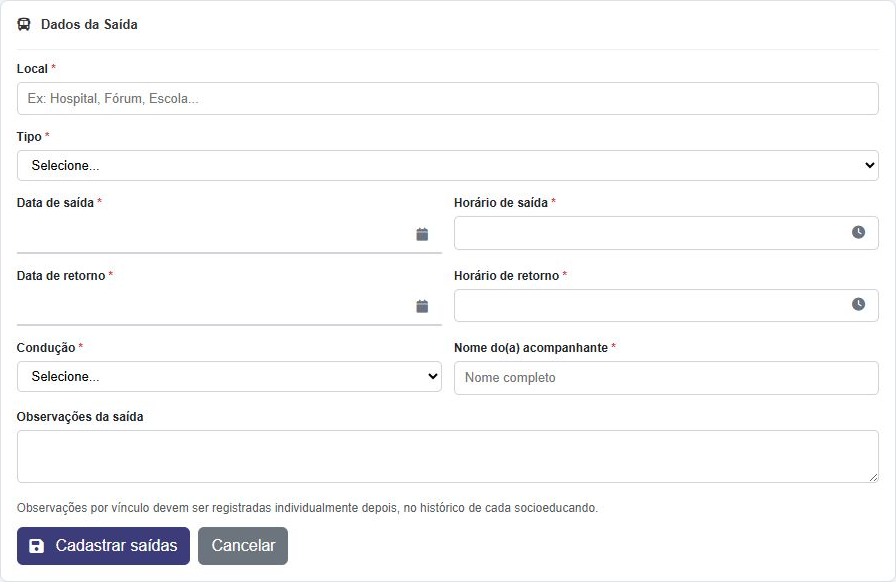 Dados da Saída
Local *
Ex: Hospital, Fórum, Escola...
Tipo *
Selecione...
Data de saída * Horário de saída *
Data de retorno * Horário de retorno *
Condução * Nome do(a) acompanhante *
Selecione... Nome completo
Observações da saída
Observações por vínculo devem ser registradas individualmente depois, no histórico de cada socioeducando.
Cadastrar saídas Cancelar